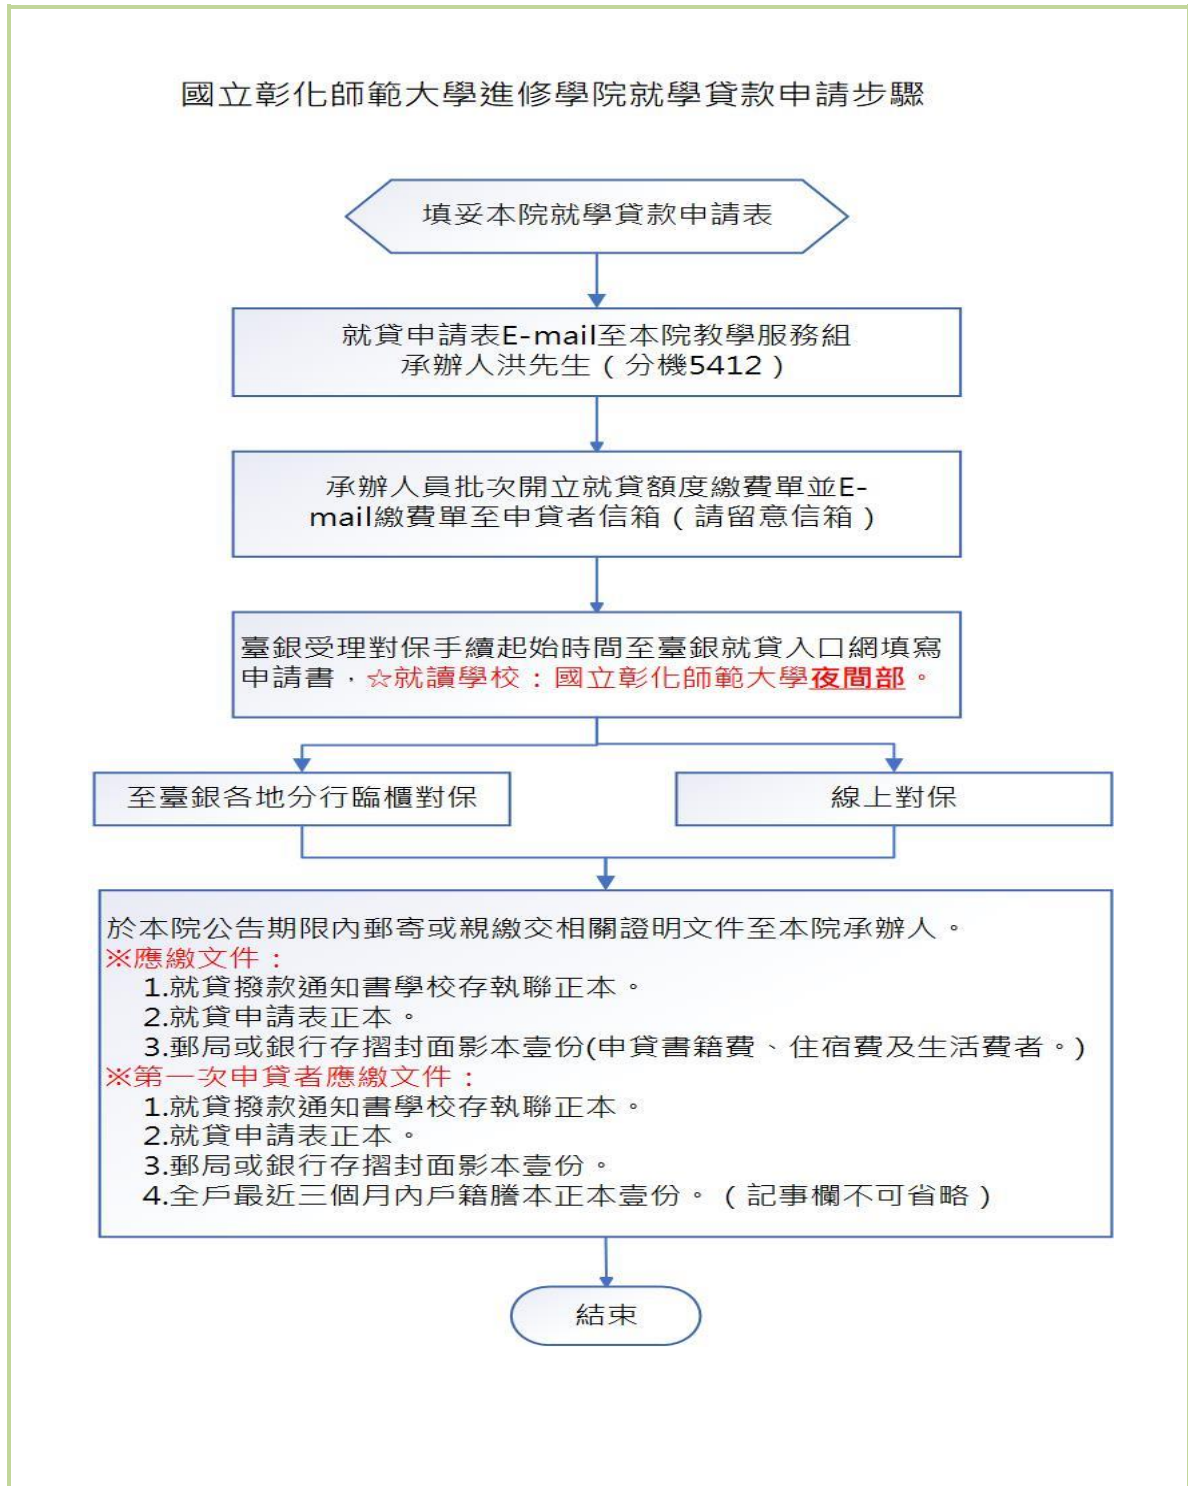 國立彰化師範大學進修學院就學貸款申請步驟
填妥本院就學貸款申請表
就貸申請表E-mail至本院教學服務組
承辦人洪先生（分機5412）
承辦人員批次開立就貸額度繳費單並E-
mail繳費單至申貸者信箱（請留意信箱）
臺銀受理對保手續起始時間至臺銀就貸入口網填寫
申請書，☆就讀學校：國立彰化師範大學夜間部。
至臺銀各地分行臨櫃對保
線上對保
於本院公告期限內郵寄或親繳交相關證明文件至本院承辦人。
※應繳文件：
1.就貸撥款通知書學校存執聯正本。
2.就貸申請表正本。
3.郵局或銀行存摺封面影本壹份(申貸書籍費、住宿費及生活費者。)
※第一次申貸者應繳文件：
1.就貸撥款通知書學校存執聯正本。
2.就貸申請表正本。
3.郵局或銀行存摺封面影本壹份。
4.全戶最近三個月內戶籍謄本正本壹份。（記事欄不可省略）
結束